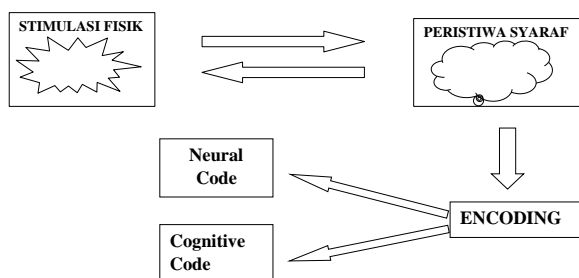 STIMULASI FISIK
PERISTIWA SYARAF
Neural
Code
ENCODING
Cognitive
Code